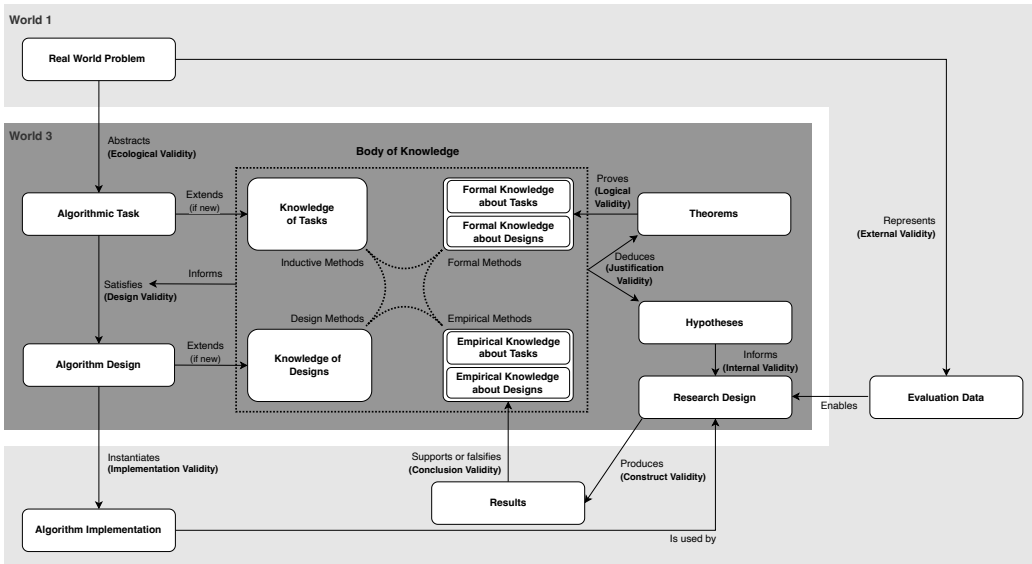 World 1
Real World Problem
World 3
Abstracts
(Ecological Validity)
Body of Knowledge
Algorithmic Task
Extends
(if new)
Knowledge
of Tasks
Formal Knowledge
about Tasks
Formal Knowledge
about Designs
Proves
(Logical
Validity)
Theorems
Represents
(External Validity)
Inductive Methods
Formal Methods
Deduces
(Justification
Validity)
Informs
Satisfies
(Design Validity)
Design Methods
Empirical Methods
Hypotheses
Algorithm Design
Extends
(if new)
Knowledge of
Designs
Empirical Knowledge
about Tasks
Empirical Knowledge
about Designs
Informs
(Internal Validity)
Research Design
Enables
Evaluation Data
Instantiates
(Implementation Validity)
Supports or falsifies
(Conclusion Validity)
Produces
(Construct Validity)
Results
Algorithm Implementation
Is used by